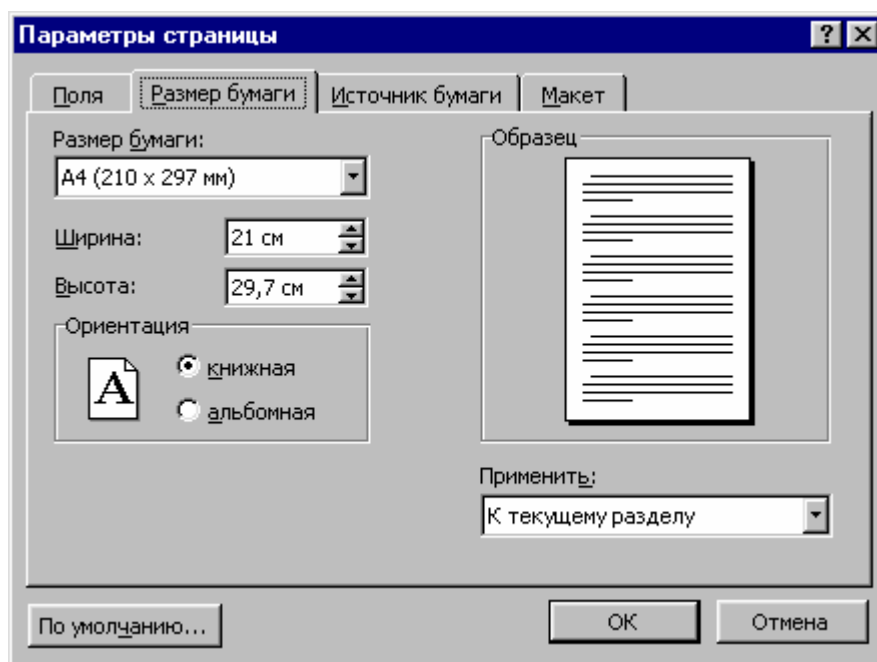 Параметры страницы
Поля Размер бумаги Источник бумаги Макет
Размер бумаги:
A4 (210 x 297 мм)
Ширина: 21 см
Высота: 29,7 см
Ориентация
A
книжная
альбомная
Образец
Применить:
К текущему разделу
По умолчанию... ОК Отмена